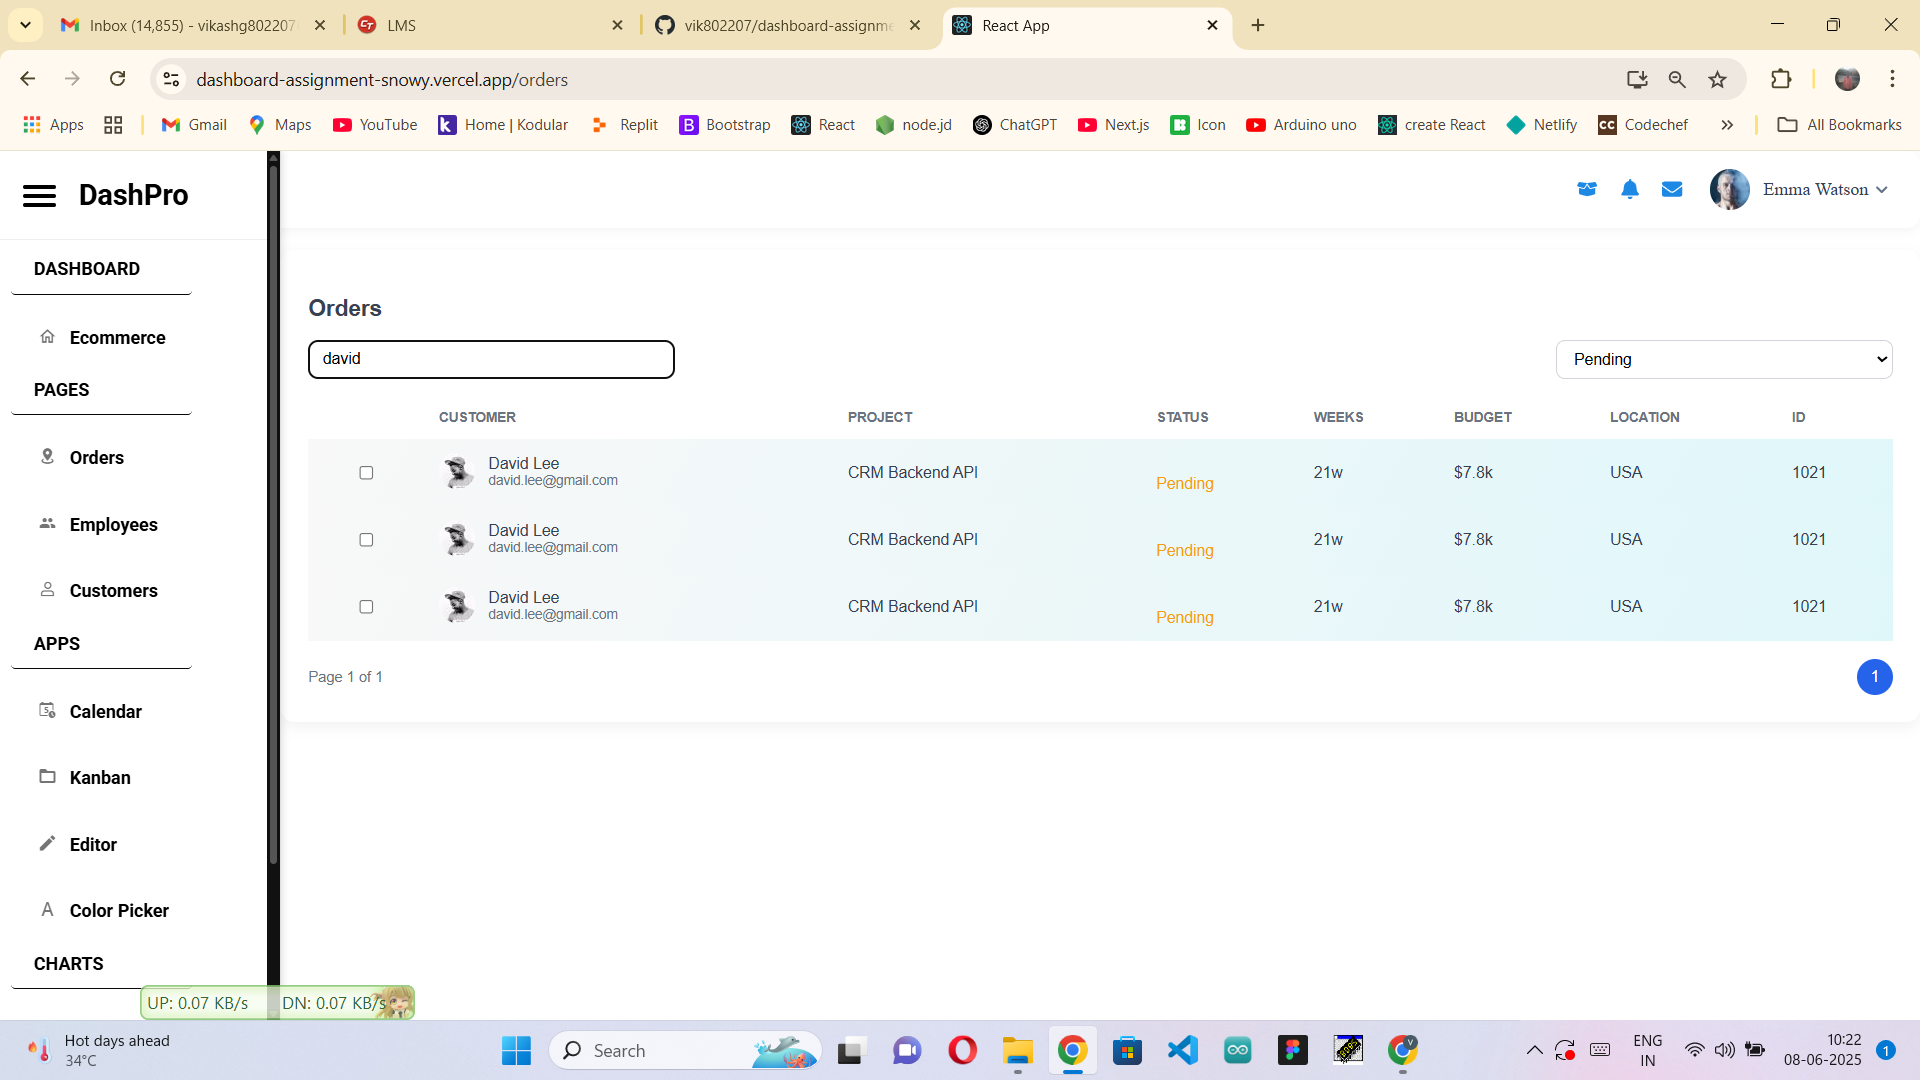 Inbox (14,855) - vikashg802207
LMS
vik802207/dashboard-assignme
React App
dashboard-assignment-snowy.vercel.app/orders
Apps
Gmail
Maps
YouTube
Home | Kodular
Replit
Bootstrap
React
node.jd
ChatGPT
Next.js
Icon
Arduino uno
create React
Netlify
Codechef
All Bookmarks
DashPro
Emma Watson
DASHBOARD
Ecommerce
PAGES
Orders
Employees
Customers
APPS
Calendar
Kanban
Editor
Color Picker
CHARTS
Orders
david
Pending
CUSTOMER PROJECT STATUS WEEKS BUDGET LOCATION ID
David Lee
david.lee@gmail.com
CRM Backend API Pending 21w $7.8k USA 1021
David Lee
david.lee@gmail.com
CRM Backend API Pending 21w $7.8k USA 1021
David Lee
david.lee@gmail.com
CRM Backend API Pending 21w $7.8k USA 1021
Page 1 of 1
1
UP: 0.07 KB/s DN: 0.07 KB/s
Hot days ahead
34°C
Search
ENG
IN
10:22
08-06-2025
1